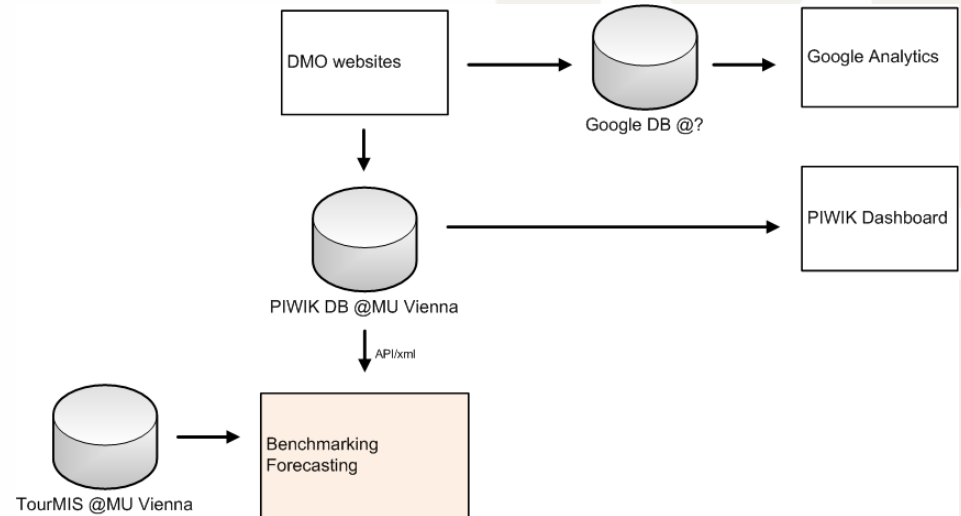 DMO websites
Google Analytics
Google DB @?
PIWIK Dashboard
PIWIK DB @MU Vienna
API/xml
Benchmarking
Forecasting
TourMIS @MU Vienna